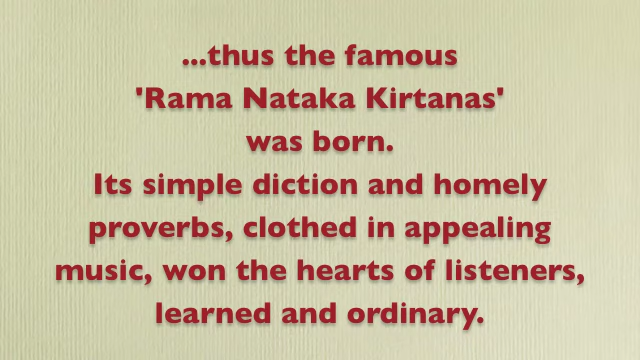 ...thus the famous
'Rama Nataka Kirtanas'
was born.
Its simple diction and homely
proverbs, clothed in appealing
music, won the hearts of listeners,
learned and ordinary.